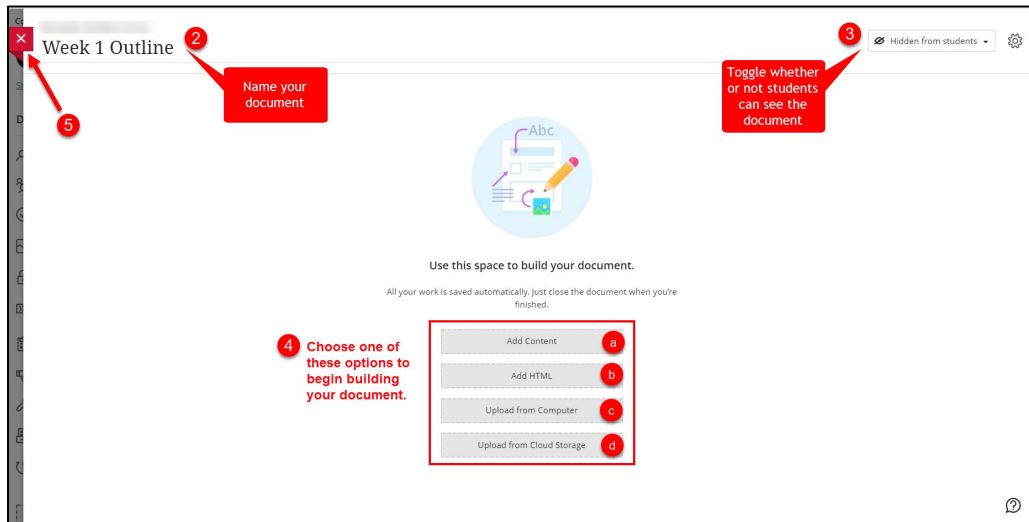 Week 1 Outline
2
Name your
document
3
Hidden from students
Toggle whether
or not students
can see the
document
5
Abc
Use this space to build your document.
All your work is saved automatically. Just close the document when you're
finished.
4
Choose one of
these options to
begin building
your document.
Add Content
a
Add HTML
b
Upload from Computer
c
Upload from Cloud Storage
d